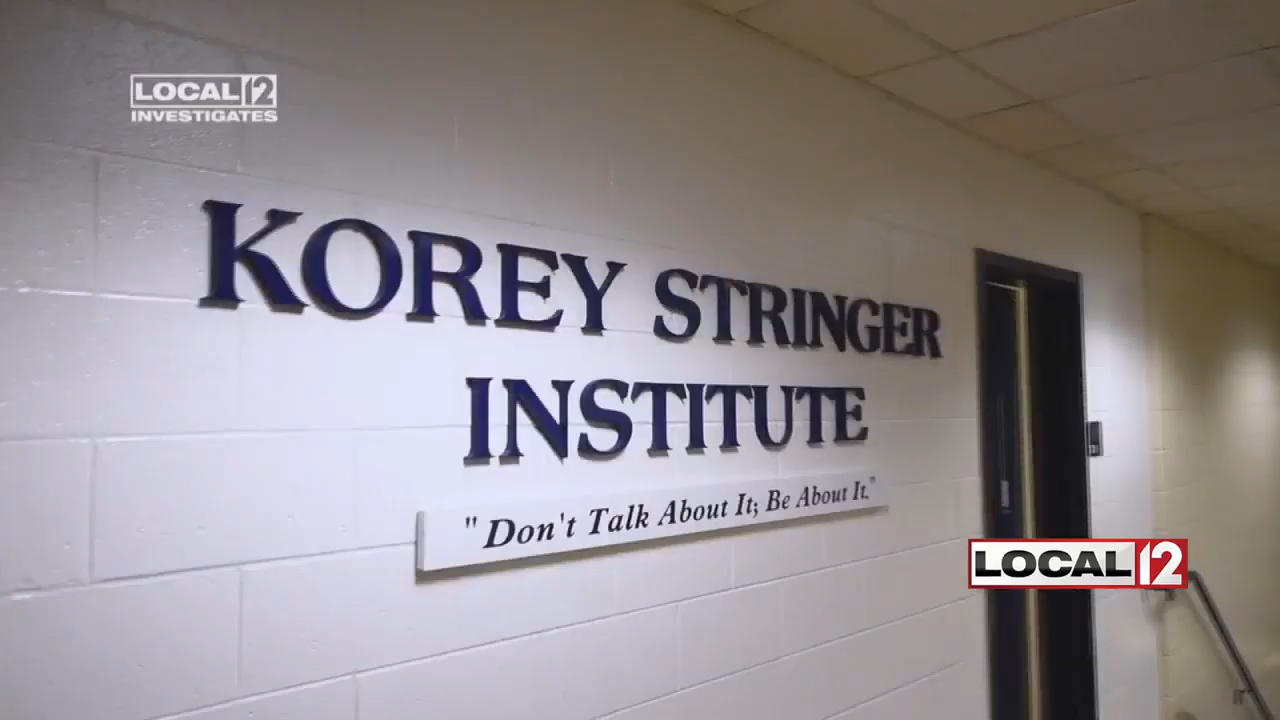 LOCAL 12
INVESTIGATES
KOREY STRINGER
INSTITUTE
"Don't Talk About It; Be About It."
LOCAL 12